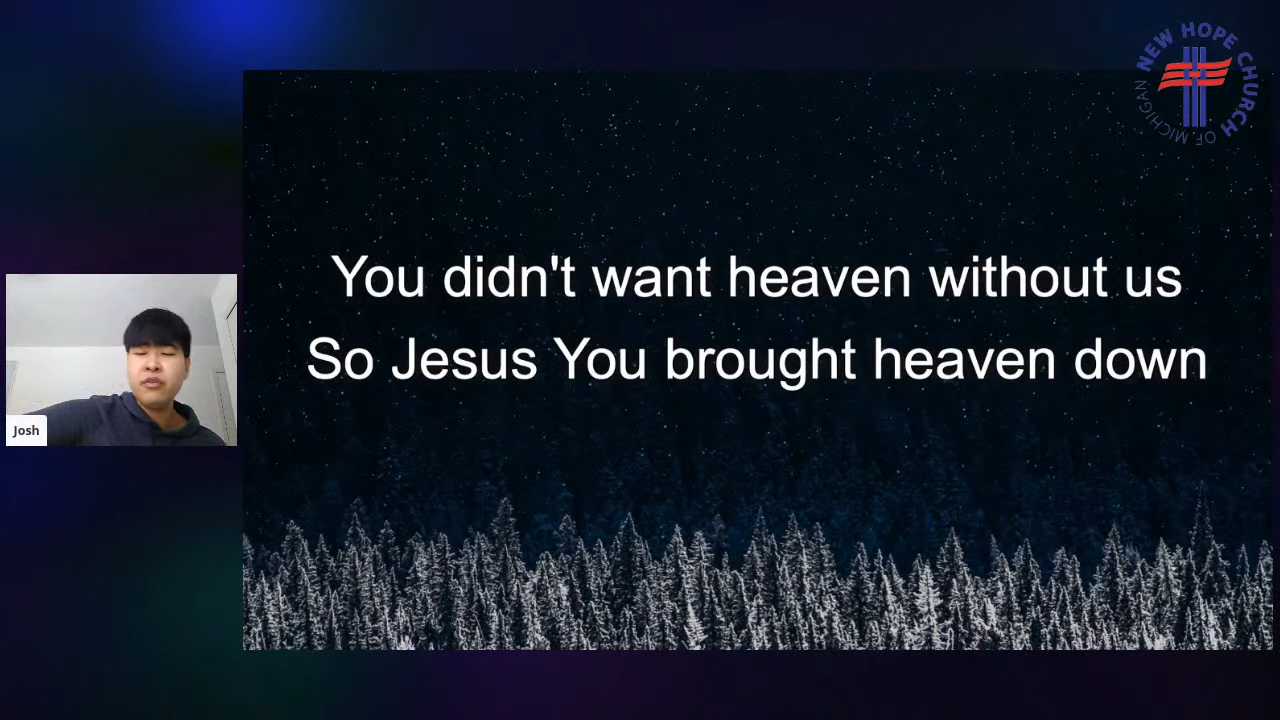 NEW HOPE CHURCH
OF MICHIGAN
You didn't want heaven without us
So Jesus You brought heaven down
Josh